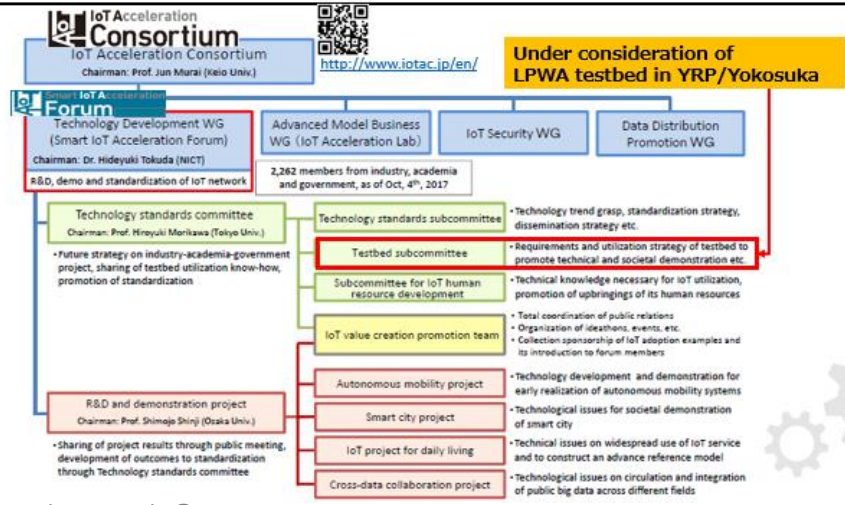 IoT Acceleration
Consortium
IoT Acceleration Consortium
Chairman: Prof. Jun Murai (Keio Univ.)
http://www.iotac.jp/en/
Under consideration of
LPWA testbed in YRP/Yokosuka
Smart IoT Acceleration
Forum
Technology Development WG
(Smart IoT Acceleration Forum)
Chairman: Dr. Hideyuki Tokuda (NICT)
R&D, demo and standardization of IoT network
Advanced Model Business
WG (IoT Acceleration Lab)
IoT Security WG
Data Distribution
Promotion WG
2,262 members from industry, academia
and government, as of Oct, 4th, 2017
Technology standards committee
Chairman: Prof. Hiroyuki Morikawa (Tokyo Univ.)
• Future strategy on industry-academia-government
project, sharing of testbed utilization know-how,
promotion of standardization
Technology standards subcommittee
• Technology trend grasp, standardization strategy,
dissemination strategy etc.
Testbed subcommittee
• Requirements and utilization strategy of testbed to
promote technical and societal demonstration etc.
Subcommittee for IoT human
resource development
• Technical knowledge necessary for IoT utilization,
promotion of upbringings of its human resources
IoT value creation promotion team
• Total coordination of public relations
• Organization of ideathons, events, etc.
• Collection sponsorship of IoT adoption examples and
its introduction to forum members
R&D and demonstration project
Chairman: Prof. Shimojo Shinji (Osaka Univ.)
• Sharing of project results through public meeting,
development of outcomes to standardization
through Technology standards committee
Autonomous mobility project
• Technology development and demonstration for
early realization of autonomous mobility systems
Smart city project
• Technological issues for societal demonstration
of smart city
IoT project for daily living
• Technical issues on widespread use of IoT service
and to construct an advance reference model
Cross-data collaboration project
• Technological issues on circulation and integration
of public big data across different fields